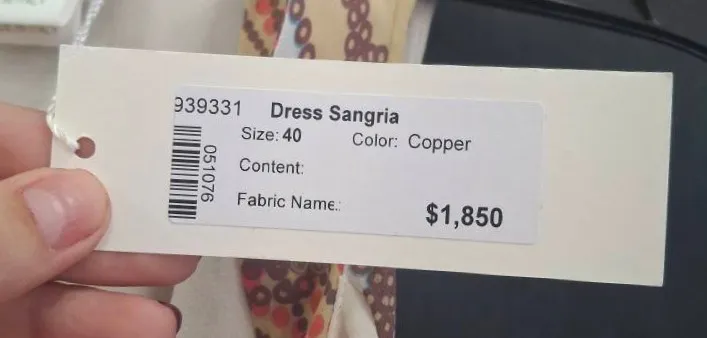 939331 Dress Sangria
Size: 40 Color: Copper
051076
Content:
Fabric Name:
$1,850